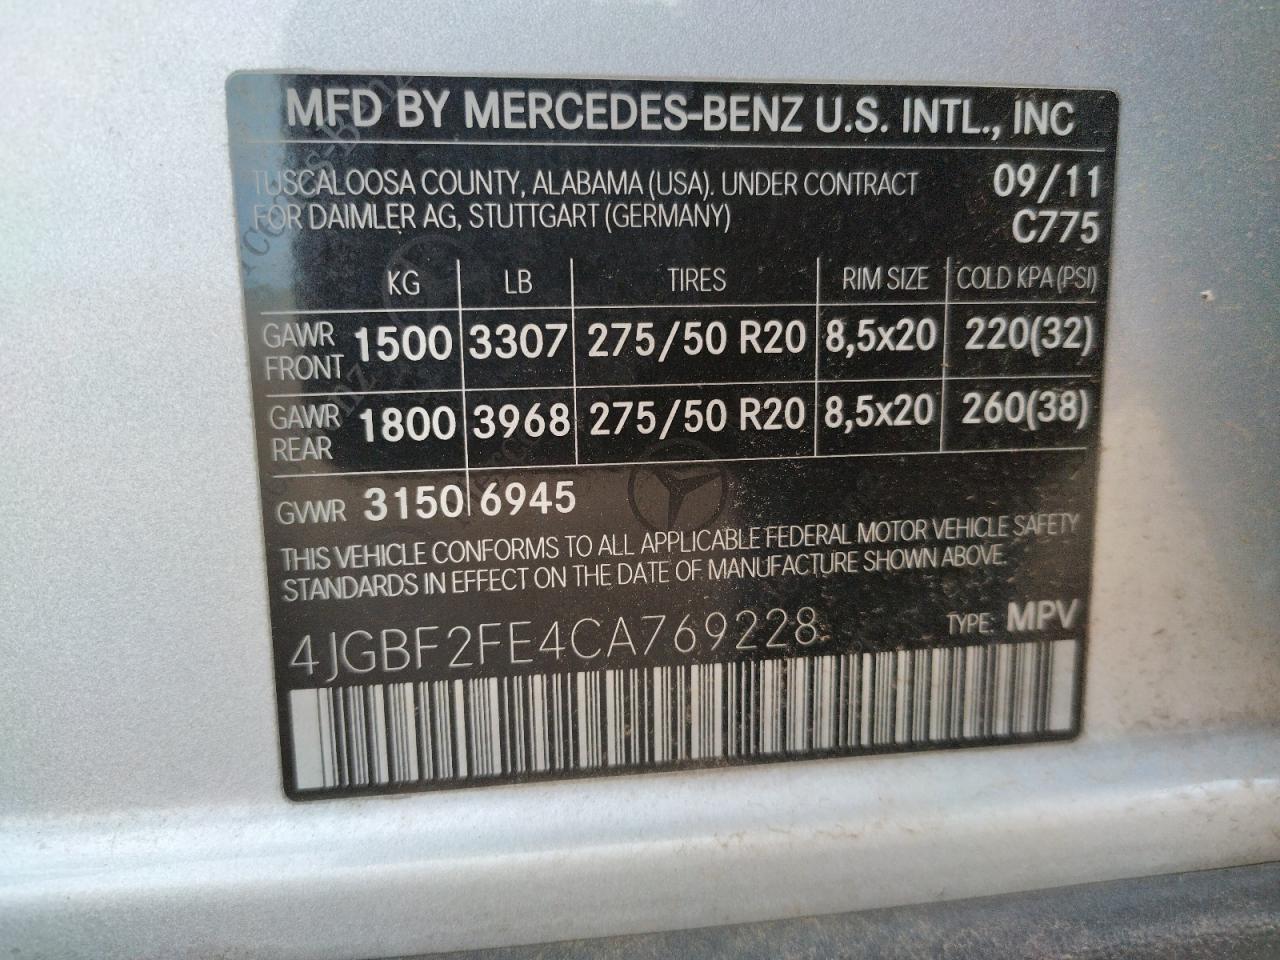 MFD BY MERCEDES-BENZ U.S. INTL., INC
TUSCALOOSA COUNTY, ALABAMA (USA). UNDER CONTRACT 09/11
FOR DAIMLER AG, STUTTGART (GERMANY) C775
KG LB TIRES RIM SIZE COLD KPA (PSI)
GAWR FRONT 1500 3307 275/50 R20 8,5x20 220(32)
GAWR REAR 1800 3968 275/50 R20 8,5x20 260(38)
GVWR 3150 6945
THIS VEHICLE CONFORMS TO ALL APPLICABLE FEDERAL MOTOR VEHICLE SAFETY
STANDARDS IN EFFECT ON THE DATE OF MANUFACTURE SHOWN ABOVE.
4JGBF2FE4CA769228 TYPE: MPV